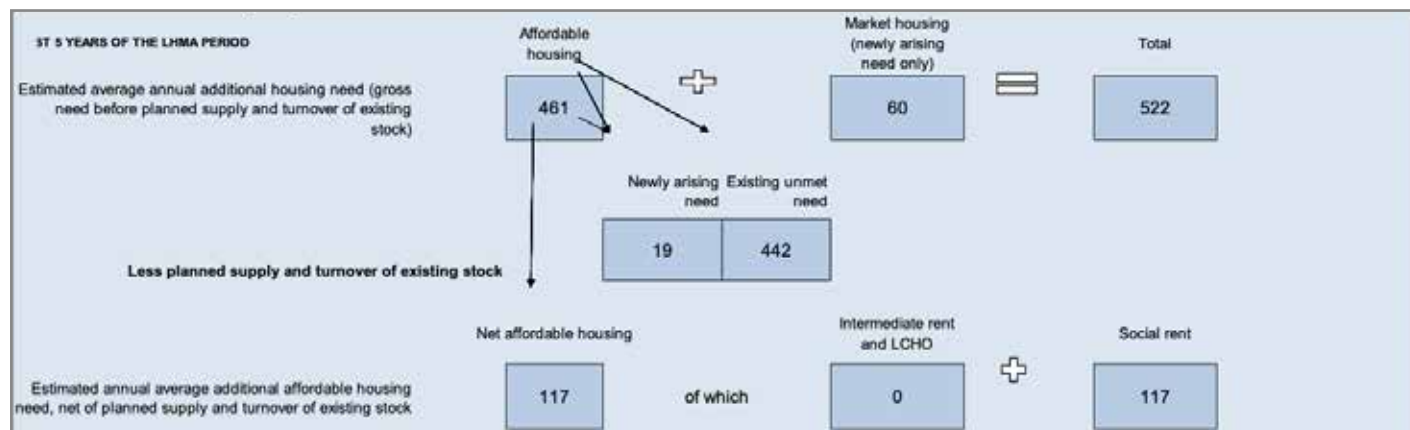 ST 5 YEARS OF THE LHMA PERIOD
Affordable
housing
Market housing
(newly arising
need only)
Total
Estimated average annual additional housing need (gross
need before planned supply and turnover of existing
stock)
461
60
522
Newly arising Existing unmet
need need
19 442
Less planned supply and turnover of existing stock
Net affordable housing
Intermediate rent
and LCHO
Social rent
Estimated annual average additional affordable housing
need, net of planned supply and turnover of existing stock
117
of which
0
117